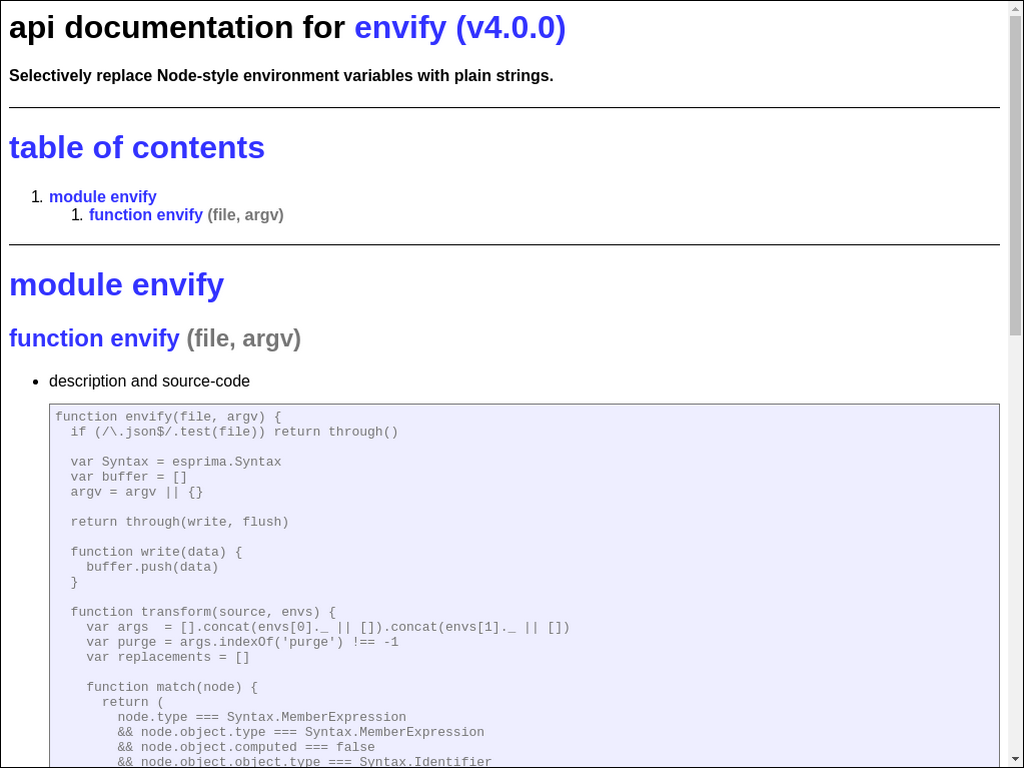 api documentation for envify (v4.0.0)
Selectively replace Node-style environment variables with plain strings.
table of contents
1. module envify
1. function envify (file, argv)
module envify
function envify (file, argv)
• description and source-code
function envify(file, argv) {
  if (/\.json$/.test(file)) return through()
  var Syntax = esprima.Syntax
  var buffer = []
  argv = argv || {}
  return through(write, flush)
  function write(data) {
    buffer.push(data)
  }
  function transform(source, envs) {
    var args  = [].concat(envs[0]._ || []).concat(envs[1]._ || [])
    var purge = args.indexOf('purge') !== -1
    var replacements = []
    function match(node) {
      return (
        node.type === Syntax.MemberExpression
        && node.object.type === Syntax.MemberExpression
        && node.object.computed === false
        && node.object.object.type === Syntax.Identifier